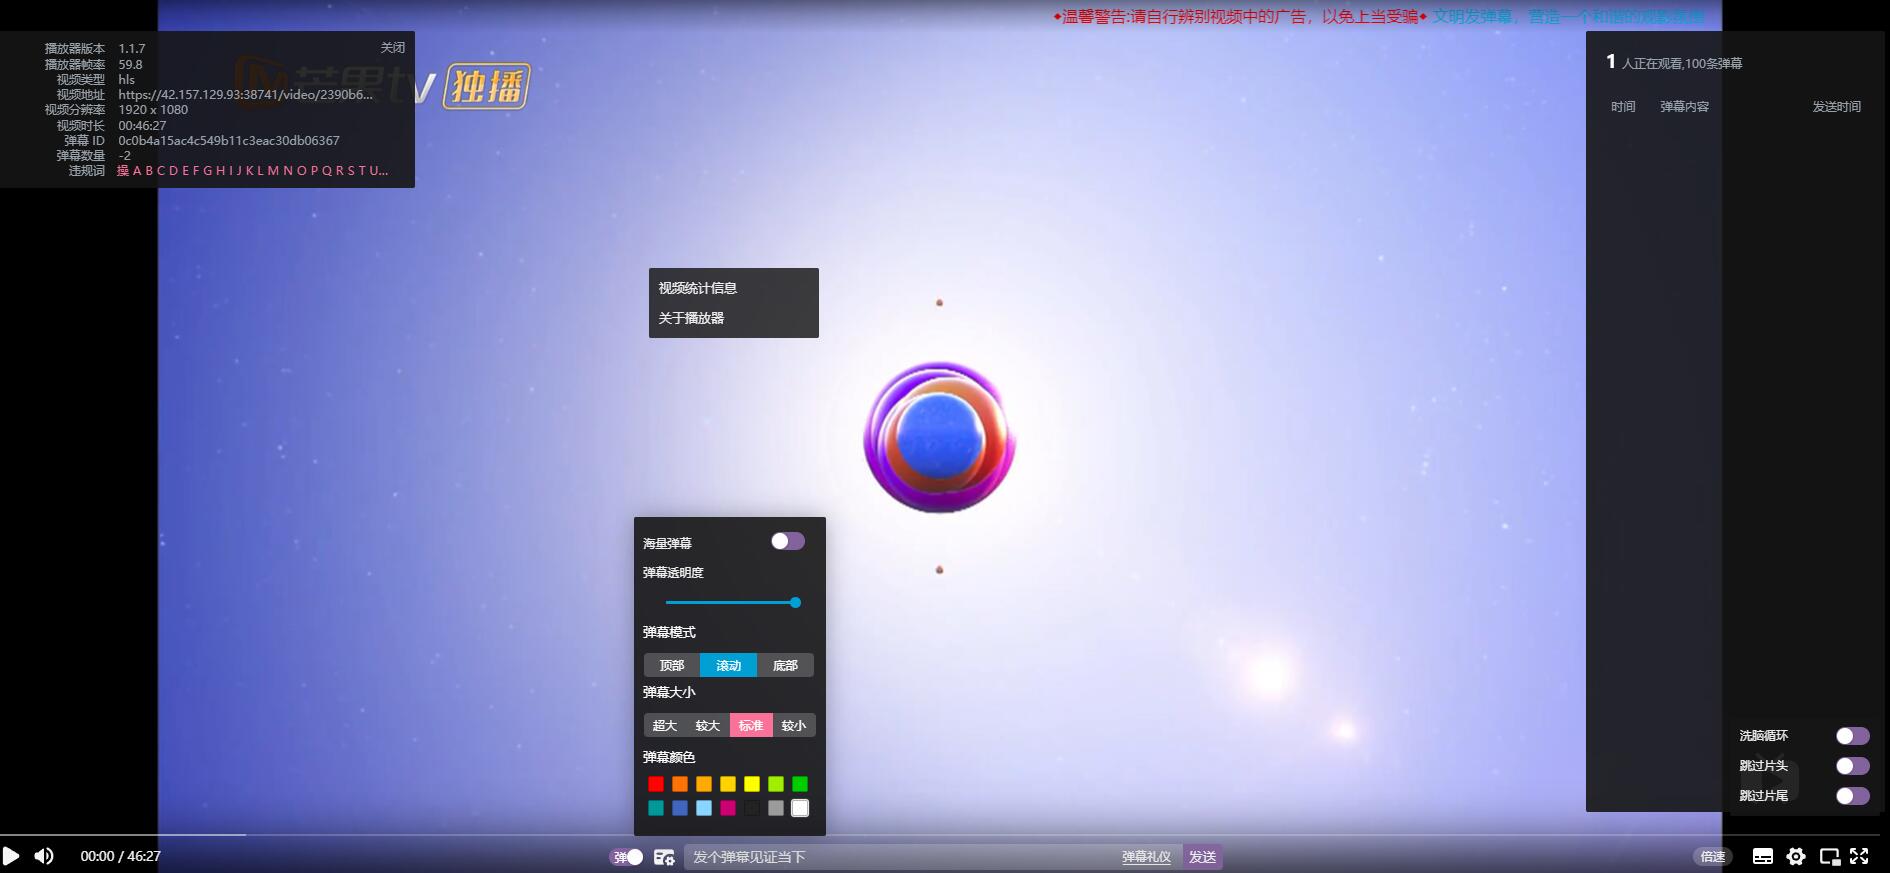 ♦温馨警告:请自行辨别视频中的广告，以免上当受骗♦ 文明发弹幕，营造一个和谐的观影氛围
播放器版本 1.1.7 关闭
播放器帧率 59.8
视频类型 hls
视频地址 https://42.157.129.93:38741/video/2390b6...
视频分辨率 1920 x 1080
视频时长 00:46:27
弹幕 ID 0c0b4a15ac4c549b11c3eac30db06367
弹幕数量 -2
违规词 操 A B C D E F G H I J K L M N O P Q R S T U...
芒果tv 独播
1 人正在观看,100条弹幕
时间 弹幕内容 发送时间
视频统计信息
关于播放器
海量弹幕
弹幕透明度
弹幕模式
顶部 滚动 底部
弹幕大小
超大 较大 标准 较小
弹幕颜色
洗脑循环
跳过片头
跳过片尾
00:00 / 46:27 弹 发个弹幕见证当下 弹幕礼仪 发送 倍速